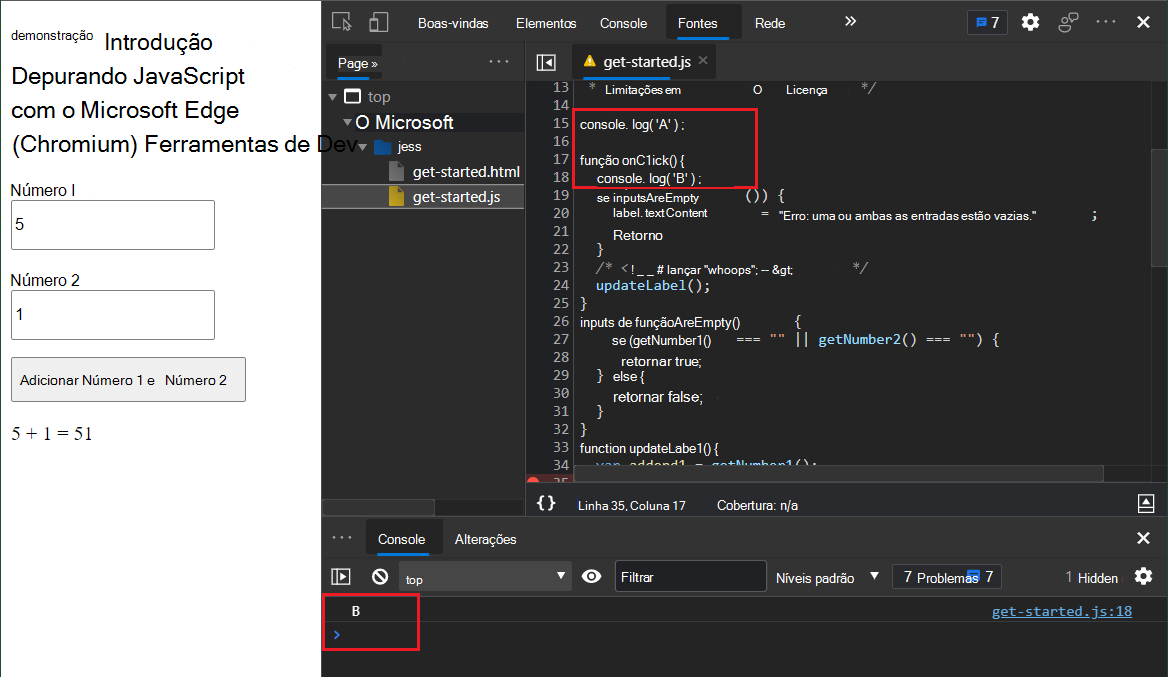 demonstração Introdução
Depurando JavaScript
com o Microsoft Edge
(Chromium) Ferramentas de Dev
Número I
5
Número 2
1
Adicionar Número 1 e Número 2
5 + 1 = 51
Boas-vindas Elementos Console Fontes Rede » 7 ··· ×
Page » ···
top
O Microsoft
jess
get-started.html
get-started.js
get-started.js ×
13 * Limitações em O Licença */
14
15 console. log( 'A' ) ;
16
17 função onC1ick() {
18 console. log( 'B' ) ;
19 se inputsAreEmpty ()) {
20 label. textContent = "Erro: uma ou ambas as entradas estão vazias." ;
21 Retorno
22 }
23 /* <! _ _ # lançar "whoops"; -- &gt; */
24 updateLabel();
25 }
26 inputs de funçãoAreEmpty() {
27 se (getNumber1() === "" || getNumber2() === "") {
28 retornar true;
29 } else {
30 retornar false;
31 }
32 }
33 function updateLabe1() {
34 var addend1 = getNumber1();
35
{} Linha 35, Coluna 17 Cobertura: n/a
··· Console Alterações ×
top ▼ Filtrar Níveis padrão ▼ 7 Problemas 7 1 Hidden
B get-started.js:18
›